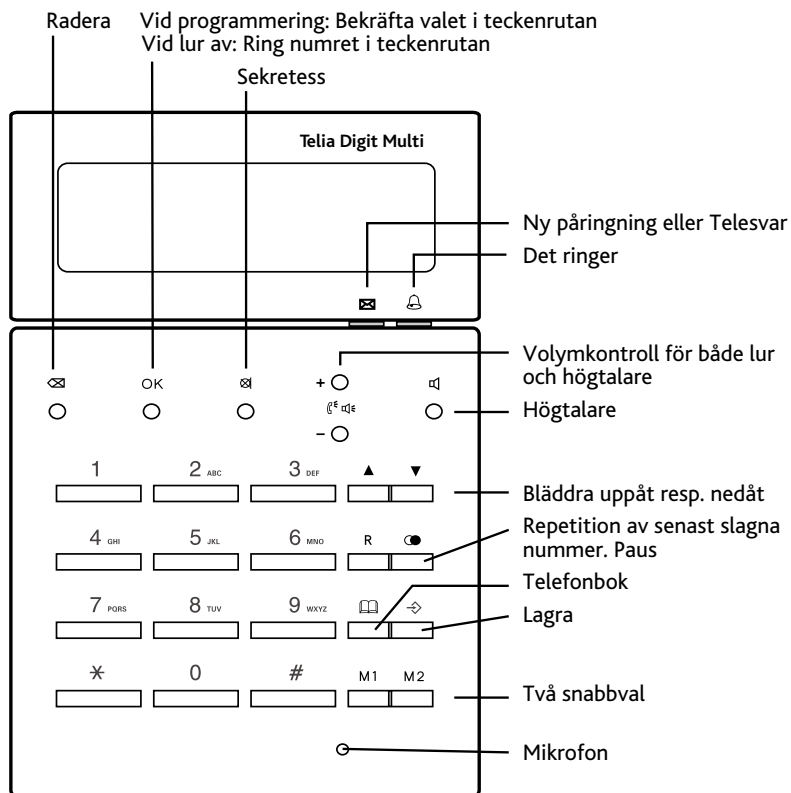 Radera
Vid programmering: Bekräfta valet i teckenrutan
Vid lur av: Ring numret i teckenrutan
Sekretess
Telia Digit Multi
Ny påringning eller Telesvar
Det ringer
Volymkontroll för både lur
och högtalare
OK
+
Högtalare
–
1 2 ABC 3 DEF ▲ ▼
Bläddra uppåt resp. nedåt
4 GHI 5 JKL 6 MNO R
Repetition av senast slagna
nummer. Paus
Telefonbok
7 PQRS 8 TUV 9 WXYZ
Lagra
* 0 # M1 M2
Två snabbval
Mikrofon